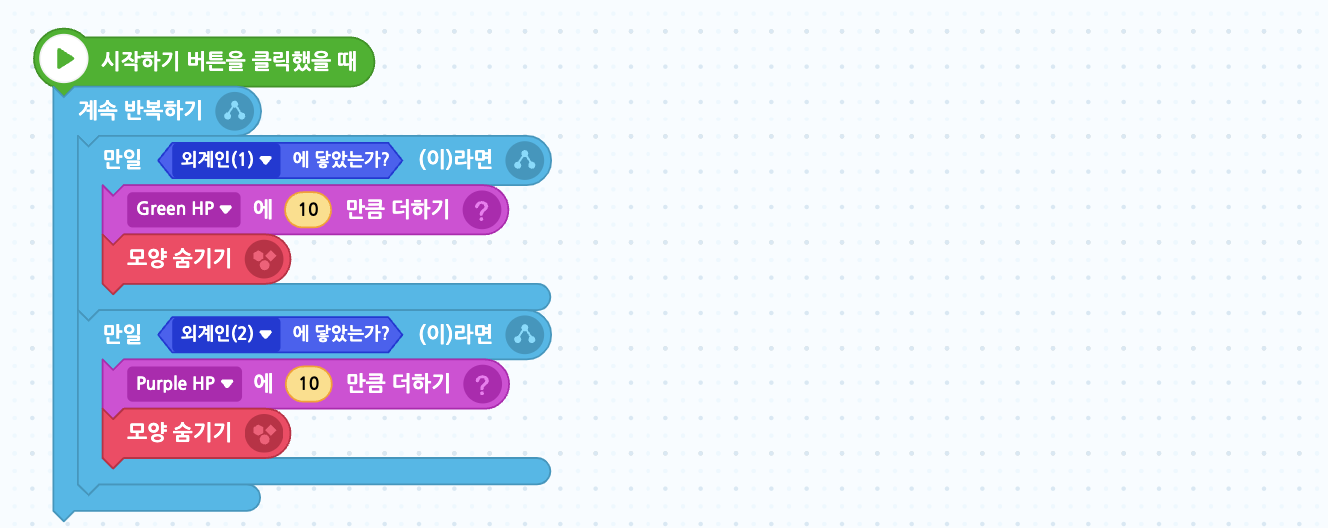 시작하기 버튼을 클릭했을 때
계속 반복하기
만일 외계인(1) 에 닿았는가? (이)라면
Green HP 에 10 만큼 더하기 ?
모양 숨기기
만일 외계인(2) 에 닿았는가? (이)라면
Purple HP 에 10 만큼 더하기 ?
모양 숨기기